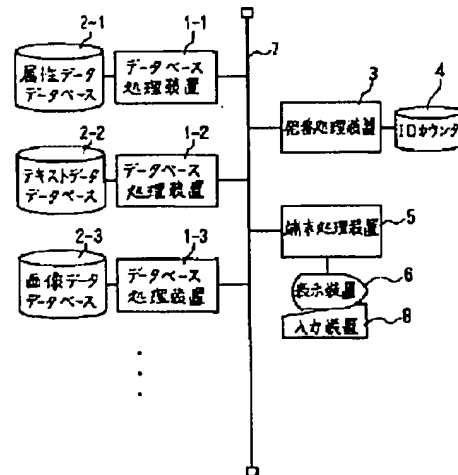 2-1
1-1
属性データ
データベース
データベース
処理装置
7
3
4
発番処理装置
IDカウンタ
2-2
1-2
テキストデータ
データベース
データベース
処理装置
5
端末処理装置
2-3
1-3
画像データ
データベース
データベース
処理装置
6
表示装置
8
入力装置